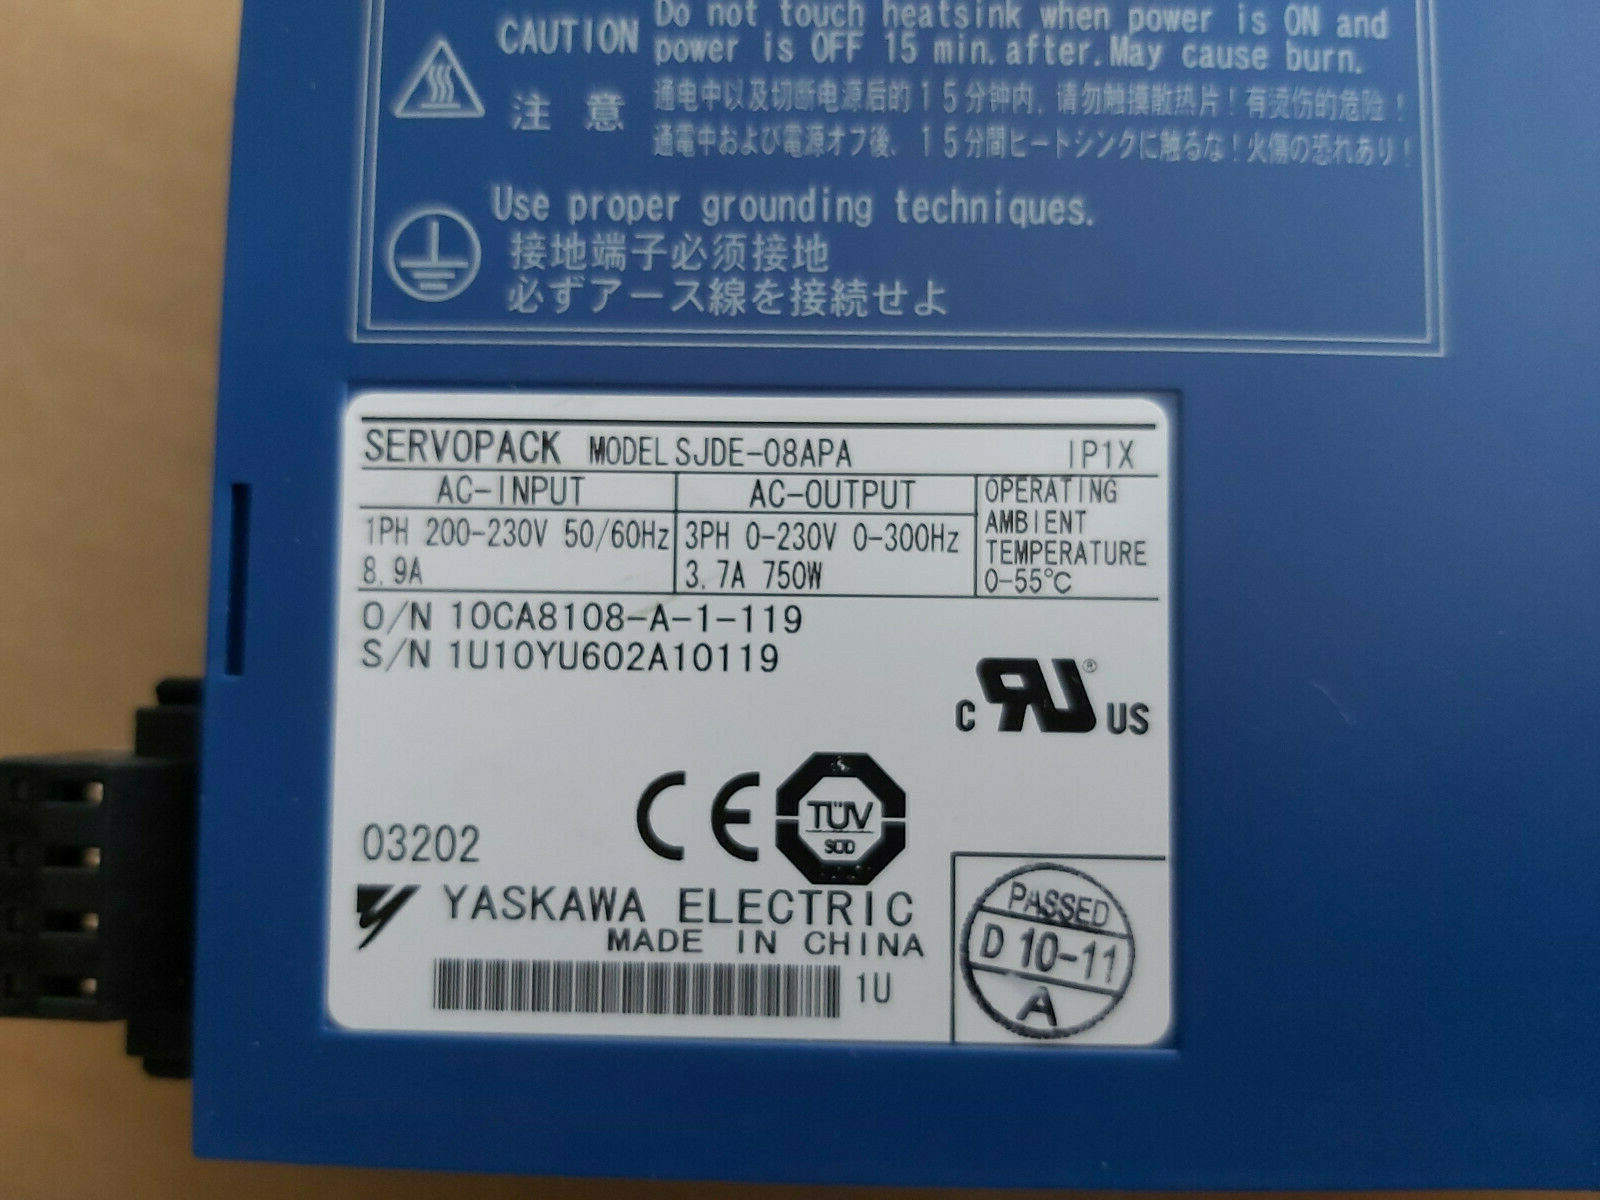 CAUTION Do not touch heatsink when power is ON and
power is OFF 15 min. after. May cause burn.
注 意 通电中以及切断电源后的15分钟内,请勿触摸散热片!有烫伤的危险!
通電中および電源オフ後、15分間ヒートシンクに触るな!火傷の恐れあり!
Use proper grounding techniques.
接地端子必须接地
必ずアース線を接続せよ
SERVOPACK MODEL SJDE-08APA IP1X
AC-INPUT
1PH 200-230V 50/60Hz
8.9A
AC-OUTPUT
3PH 0-230V 0-300Hz
3.7A 750W
OPERATING
AMBIENT
TEMPERATURE
0-55℃
O/N 10CA8108-A-1-119
S/N 1U10YU602A10119
C RU ® US
CE
TÜV
SÜD
03202
YASKAWA ELECTRIC
MADE IN CHINA
1U
PASSED
D 10-11
A